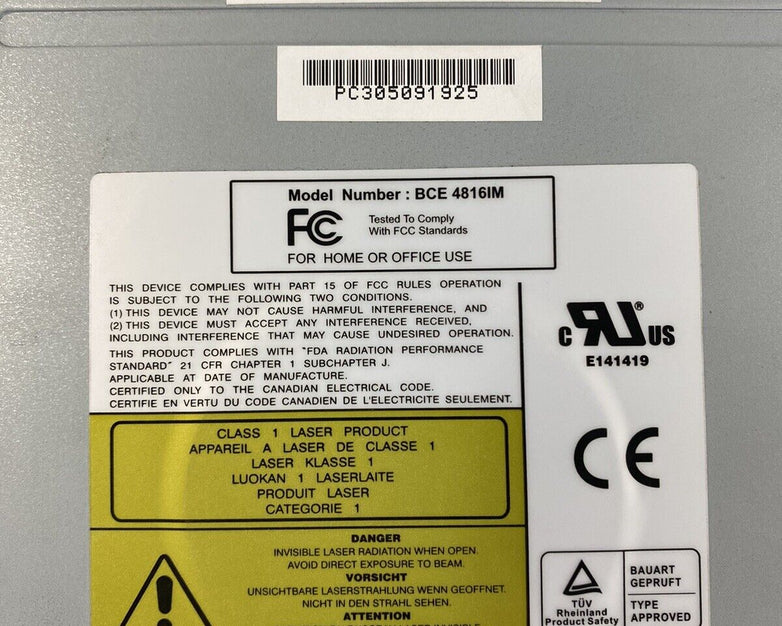 PC305091925
Model Number : BCE 4816IM
FC
Tested To Comply
With FCC Standards
FOR HOME OR OFFICE USE
THIS DEVICE COMPLIES WITH PART 15 OF FCC RULES OPERATION
IS SUBJECT TO THE FOLLOWING TWO CONDITIONS.
(1) THIS DEVICE MAY NOT CAUSE HARMFUL INTERFERENCE, AND
(2) THIS DEVICE MUST ACCEPT ANY INTERFERENCE RECEIVED,
INCLUDING INTERFERENCE THAT MAY CAUSE UNDESIRED OPERATION.
THIS PRODUCT COMPLIES WITH "FDA RADIATION PERFORMANCE
STANDARD" 21 CFR CHAPTER 1 SUBCHAPTER J.
APPLICABLE AT DATE OF MANUFACTURE.
CERTIFIED ONLY TO THE CANADIAN ELECTRICAL CODE.
CERTIFIE EN VERTU DU CODE CANADIEN DE L'ELECTRICITE SEULEMENT.
C RU ® US
E141419
CLASS 1 LASER PRODUCT
APPAREIL A LASER DE CLASSE 1
LASER KLASSE 1
LUOKAN 1 LASERLAITE
PRODUIT LASER
CATEGORIE 1
CE
DANGER
INVISIBLE LASER RADIATION WHEN OPEN.
AVOID DIRECT EXPOSURE TO BEAM.
VORSICHT
UNSICHTBARE LASERSTRAHLUNG WENN GEOFFNET.
NICHT IN DEN STRAHL SEHEN.
ATTENTION
TÜV
Rheinland
Product Safety
BAUART
GEPRUFT
TYPE
APPROVED